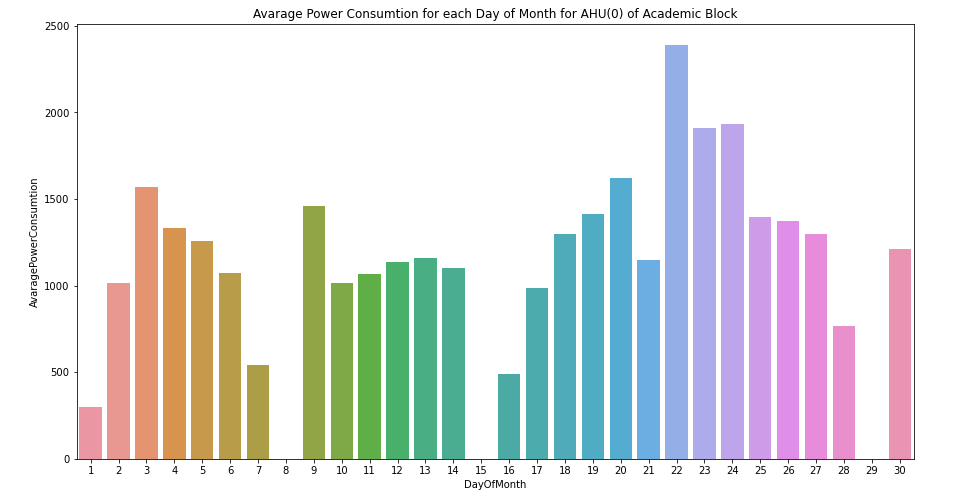 Avarage Power Consumtion for each Day of Month for AHU(0) of Academic Block
2500
2000
1500
1000
500
0
AvaragePowerConsumtion
1 2 3 4 5 6 7 8 9 10 11 12 13 14 15 16 17 18 19 20 21 22 23 24 25 26 27 28 29 30
DayOfMonth